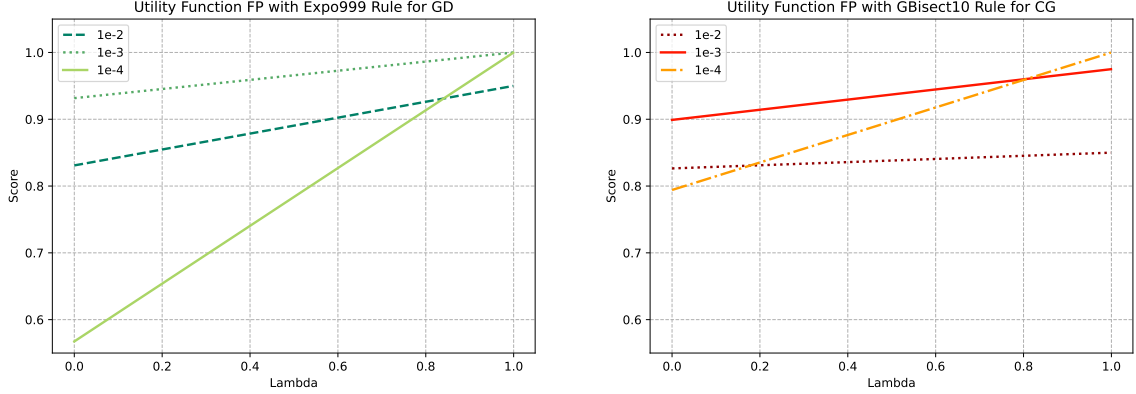 Utility Function FP with Expo999 Rule for GD
1e-2
1e-3
1e-4
1.0
0.9
0.8
0.7
0.6
Score
0.0 0.2 0.4 0.6 0.8 1.0
Lambda
Utility Function FP with GBisect10 Rule for CG
1e-2
1e-3
1e-4
1.0
0.9
0.8
0.7
0.6
Score
0.0 0.2 0.4 0.6 0.8 1.0
Lambda